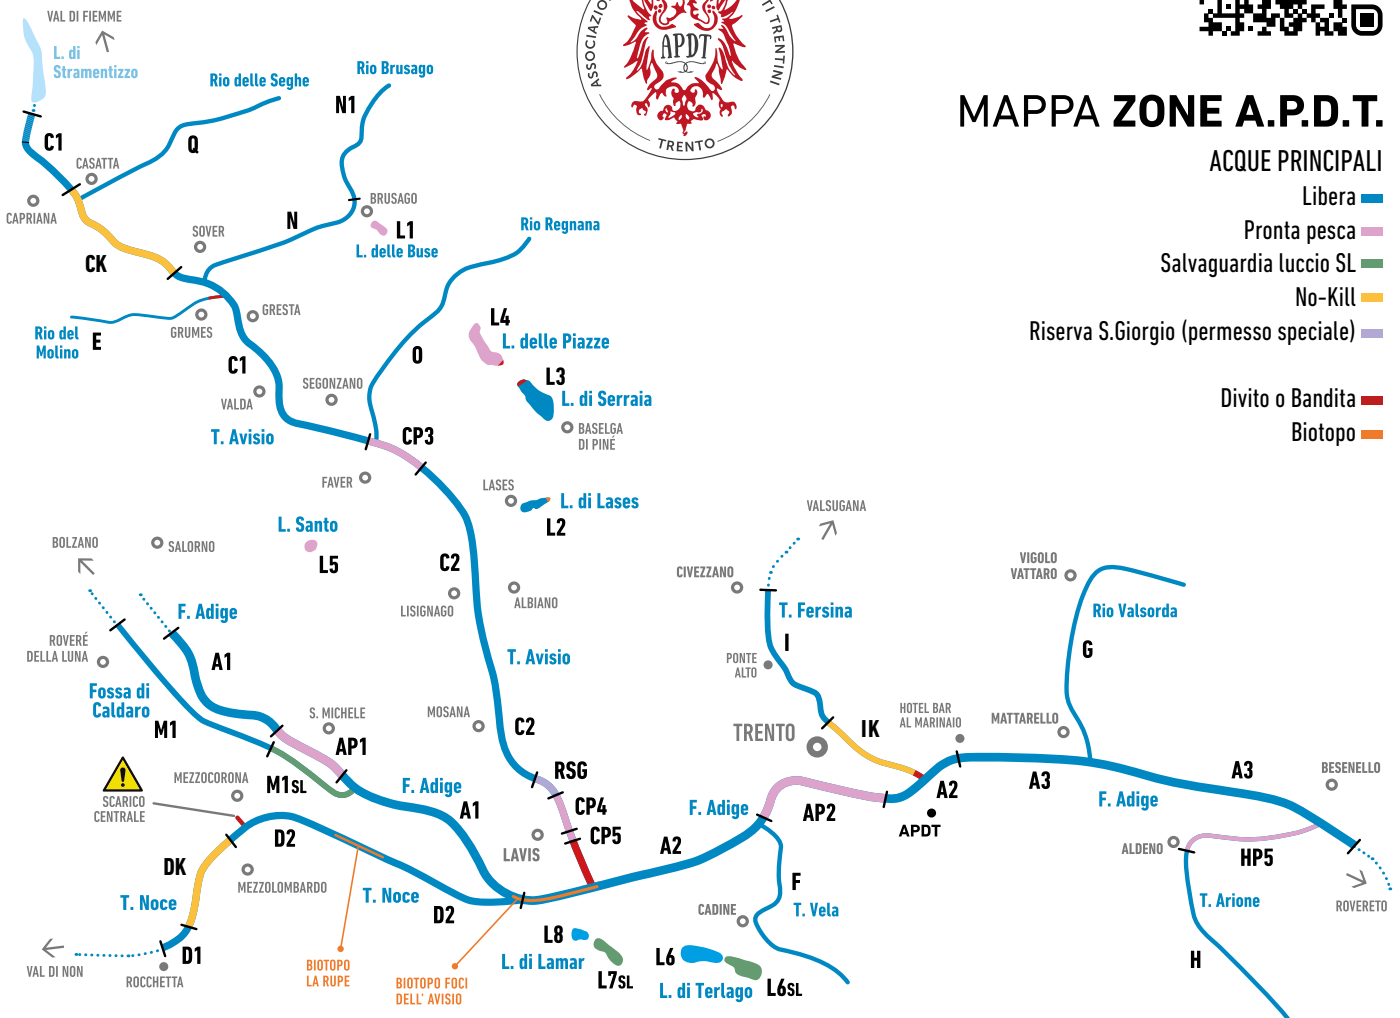 VAL DI FIEMME
L. di
Stramentizzo
Rio delle Seghe
Rio Brusago
N1
ASSOCIAZIO
TI TRENTINI
APDT
TRENTO
MAPPA ZONE A.P.D.T.
ACQUE PRINCIPALI
Libera
Pronta pesca
Salvaguardia luccio SL
No-Kill
Riserva S.Giorgio (permesso speciale)
Divito o Bandita
Biotopo
C1
CASATTA
Q
CAPRIANA
BRUSAGO
L1
L. delle Buse
N
SOVER
CK
Rio Regnana
GRESTA
GRUMES
Rio del
Molino
E
L4
L. delle Piazze
O
C1
L3
L. di Serraia
SEGONZANO
VALDA
BASELGA
DI PINÉ
T. Avisio
CP3
FAVER
LASES
L. di Lases
L2
L. Santo
L5
VALSUGANA
BOLZANO
SALORNO
C2
LISIGNAGO
ALBIANO
CIVEZZANO
VIGOLO
VATTARO
F. Adige
T. Fersina
Rio Valsorda
ROVERÉ
DELLA LUNA
A1
T. Avisio
I
PONTE
ALTO
G
Fossa di
Caldaro
M1
S. MICHELE
MOSANA
C2
AP1
TRENTO
IK
HOTEL BAR
AL MARINAIO
MATTARELLO
MEZZOCORONA
M1SL
F. Adige
A1
RSG
CP4
CP5
SCARICO
CENTRALE
D2
LAVIS
A2
F. Adige
AP2
A2
APDT
A3
F. Adige
A3
BESENELLO
DK
MEZZOLOMBARDO
T. Noce
T. Noce
D2
F
T. Vela
CADINE
ALDENO
HP5
T. Arione
ROVERETO
D1
VAL DI NON
ROCCHETTA
BIOTOPO
LA RUPE
BIOTOPO FOCI
DELL' AVISIO
L8
L. di Lamar
L7SL
L6
L. di Terlago
L6SL
H